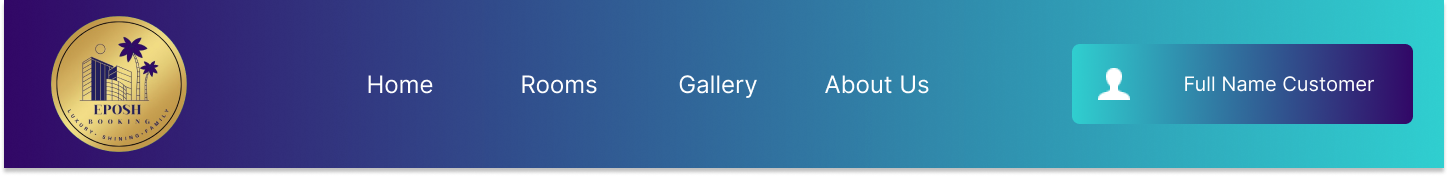 EPOSH
BOOKING
LUXURY- SHINING-FAMILY
Home
Rooms
Gallery
About Us
Full Name Customer